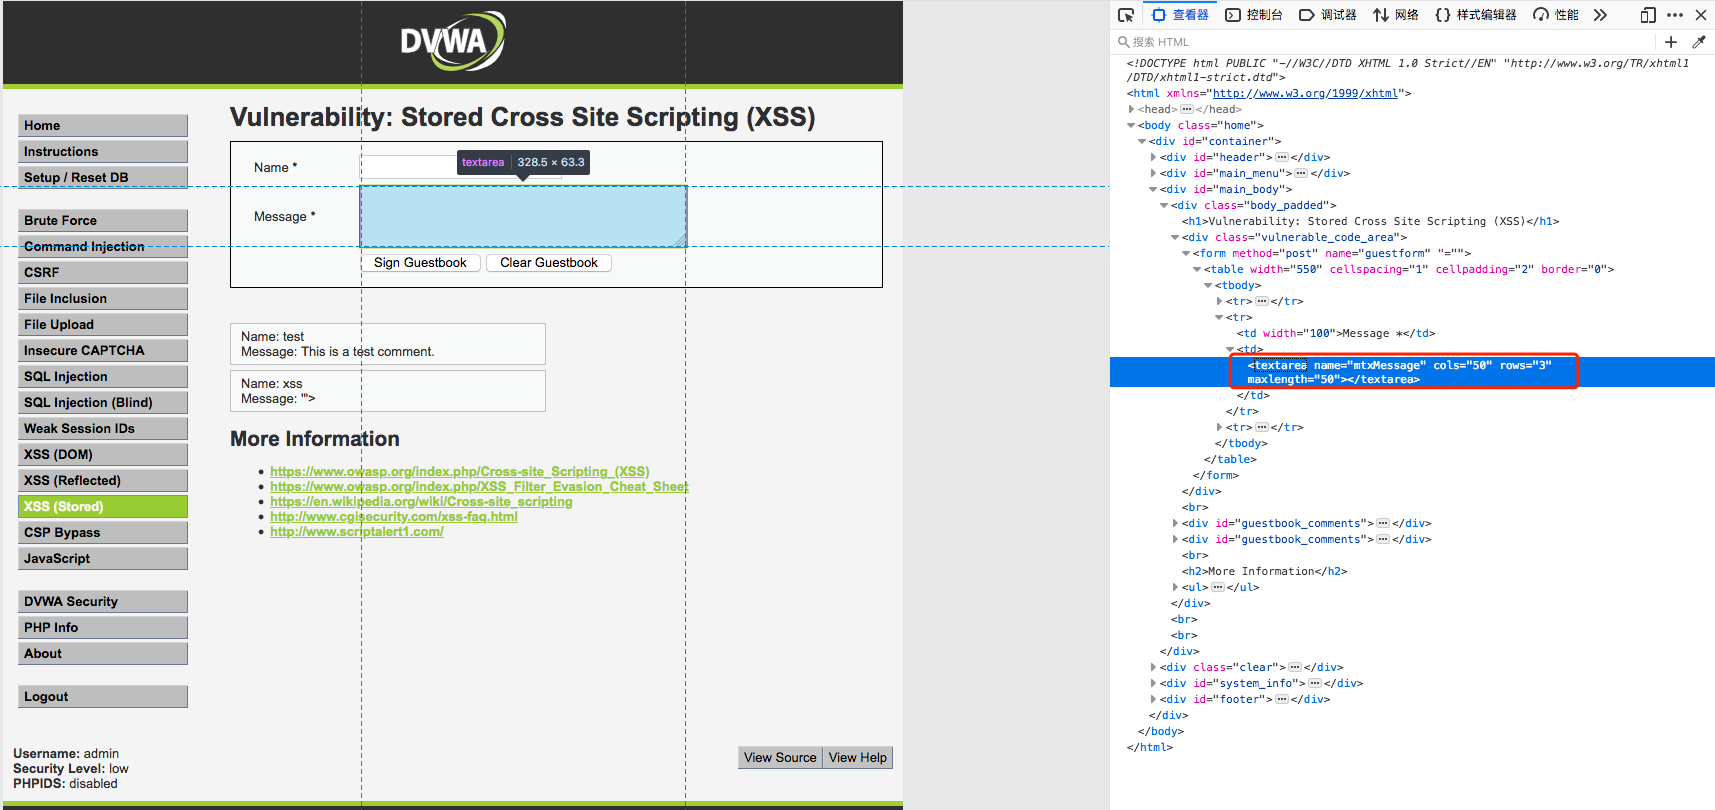 DVWA
Vulnerability: Stored Cross Site Scripting (XSS)
Home
Instructions
Setup / Reset DB
Brute Force
Command Injection
CSRF
File Inclusion
File Upload
Insecure CAPTCHA
SQL Injection
SQL Injection (Blind)
Weak Session IDs
XSS (DOM)
XSS (Reflected)
XSS (Stored)
CSP Bypass
JavaScript
DVWA Security
PHP Info
About
Logout
Name *
textarea 328.5 × 63.3
Message *
Sign Guestbook Clear Guestbook
Name: test
Message: This is a test comment.
Name: xss
Message: '">
More Information
https://www.owasp.org/index.php/Cross-site_Scripting_(XSS)
https://www.owasp.org/index.php/XSS_Filter_Evasion_Cheat_Sheet
https://en.wikipedia.org/wiki/Cross-site_scripting
http://www.cgisecurity.com/xss-faq.html
http://www.scriptalert1.com/
Username: admin
Security Level: low
PHPIDS: disabled
View Source View Help
查看器 控制台 调试器 网络 样式编辑器 性能
搜索 HTML
<!DOCTYPE html PUBLIC "-//W3C//DTD XHTML 1.0 Strict//EN" "http://www.w3.org/TR/xhtml1
/DTD/xhtml1-strict.dtd">
<html xmlns="http://www.w3.org/1999/xhtml">
<head>⋯</head>
<body class="home">
<div id="container">
<div id="header">⋯</div>
<div id="main_menu">⋯</div>
<div id="main_body">
<div class="body_padded">
<h1>Vulnerability: Stored Cross Site Scripting (XSS)</h1>
<div class="vulnerable_code_area">
<form method="post" name="guestform" "="">
<table width="550" cellspacing="1" cellpadding="2" border="0">
<tbody>
<tr>⋯</tr>
<tr>
<td width="100">Message *</td>
<td>
<textarea name="mtxMessage" cols="50" rows="3"
maxlength="50"></textarea>
</td>
</tr>
<tr>⋯</tr>
</tbody>
</table>
</form>
</div>
<br>
<div id="guestbook_comments">⋯</div>
<div id="guestbook_comments">⋯</div>
<br>
<h2>More Information</h2>
<ul>⋯</ul>
</div>
<br>
<br>
</div>
<div class="clear">⋯</div>
<div id="system_info">⋯</div>
<div id="footer">⋯</div>
</div>
</body>
</html>